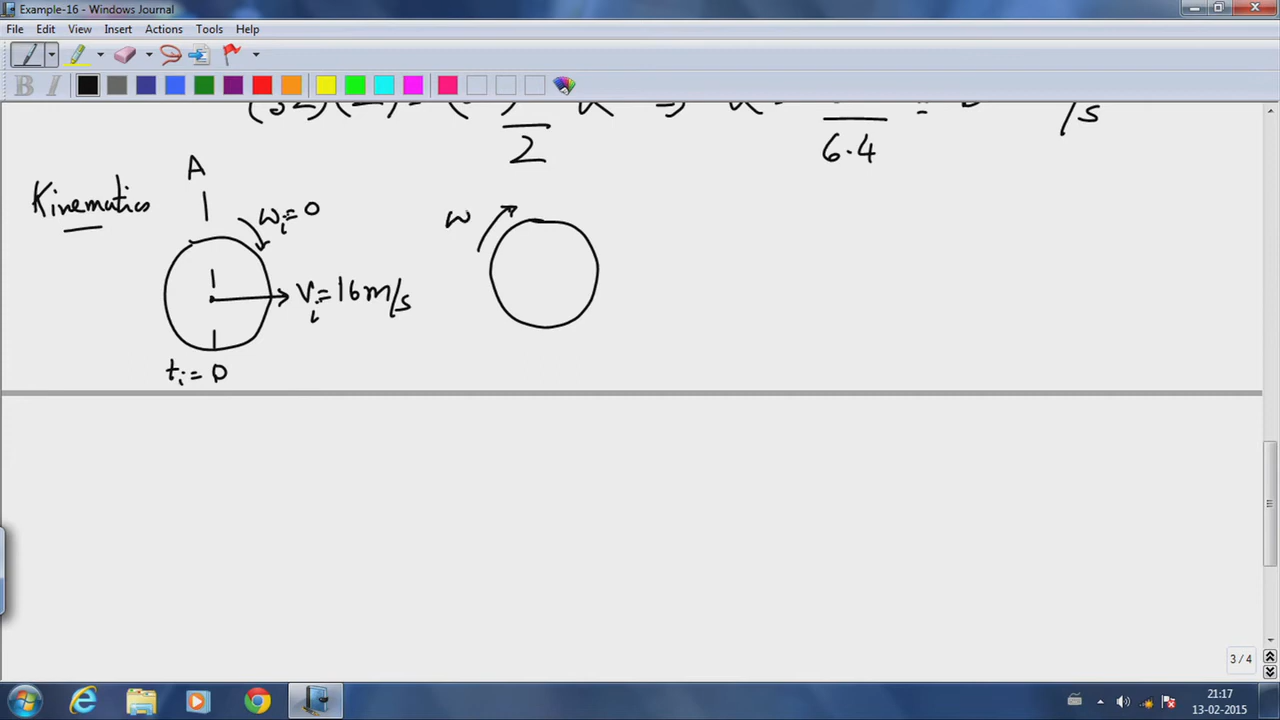 Example-16 - Windows Journal
File Edit View Insert Actions Tools Help
B I
2
6.4
/s
Kinematics
A
ωi = 0
Vi = 16 m/s
ti = 0
ω
3 / 4
21:17
13-02-2015